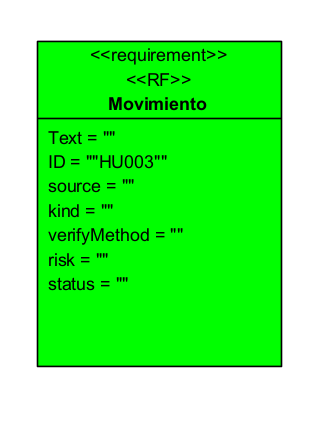 <<requirement>>
<<RF>>
Movimiento
Text = ""
ID = ""HU003""
source = ""
kind = ""
verifyMethod = ""
risk = ""
status = ""